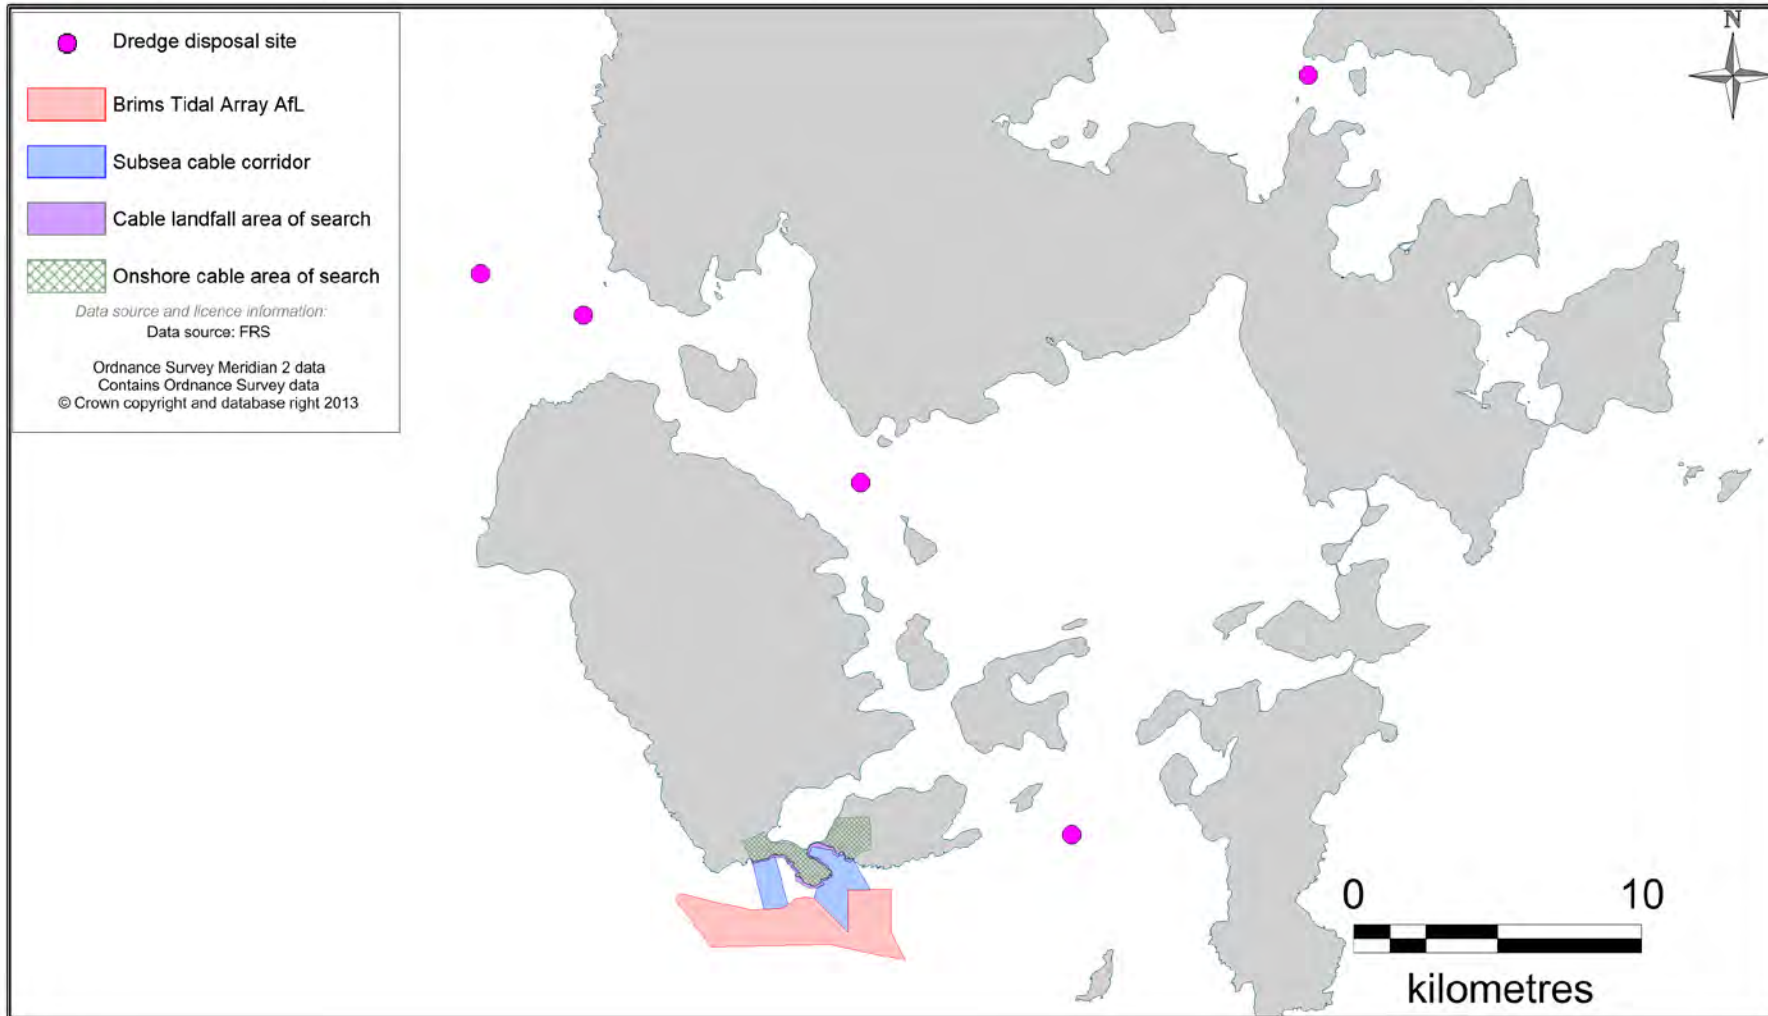 Dredge disposal site
Brims Tidal Array AfL
Subsea cable corridor
Cable landfall area of search
Onshore cable area of search
Data source and licence information:
Data source: FRS
Ordnance Survey Meridian 2 data
Contains Ordnance Survey data
© Crown copyright and database right 2013
N
0 10
kilometres